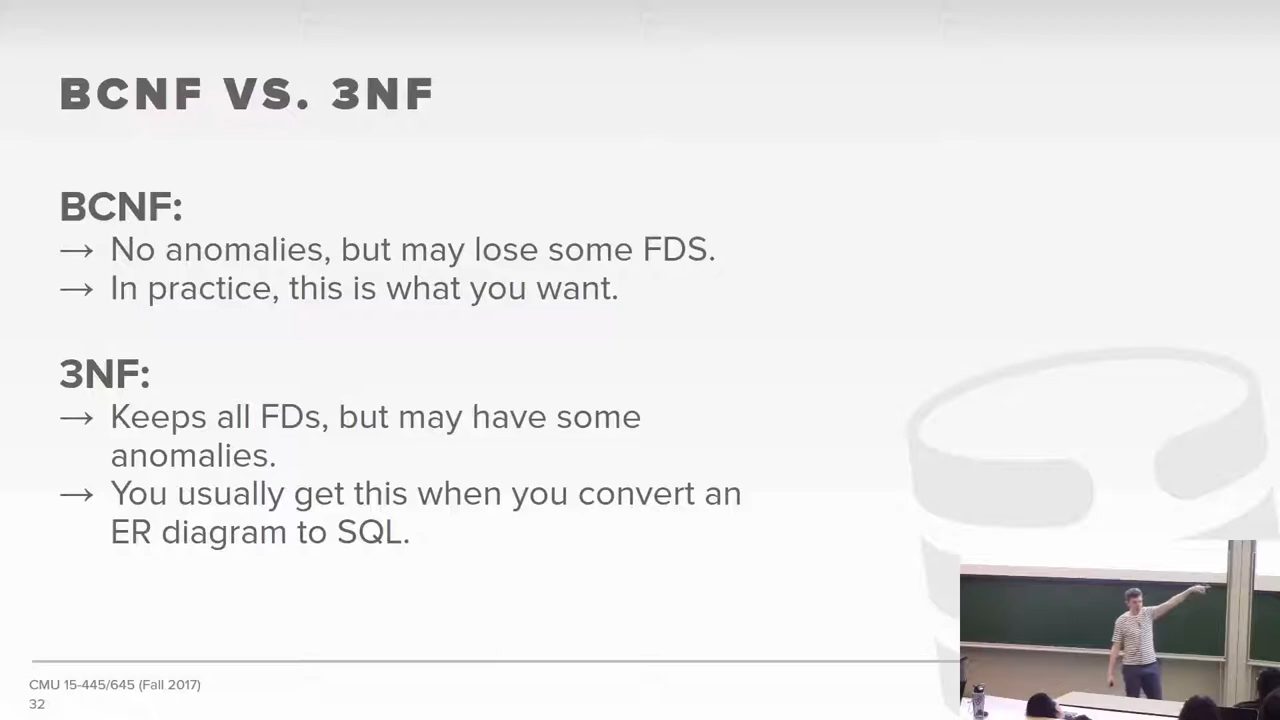 BCNF VS. 3NF
BCNF:
→ No anomalies, but may lose some FDS.
→ In practice, this is what you want.
3NF:
→ Keeps all FDs, but may have some
anomalies.
→ You usually get this when you convert an
ER diagram to SQL.
CMU 15-445/645 (Fall 2017)
32